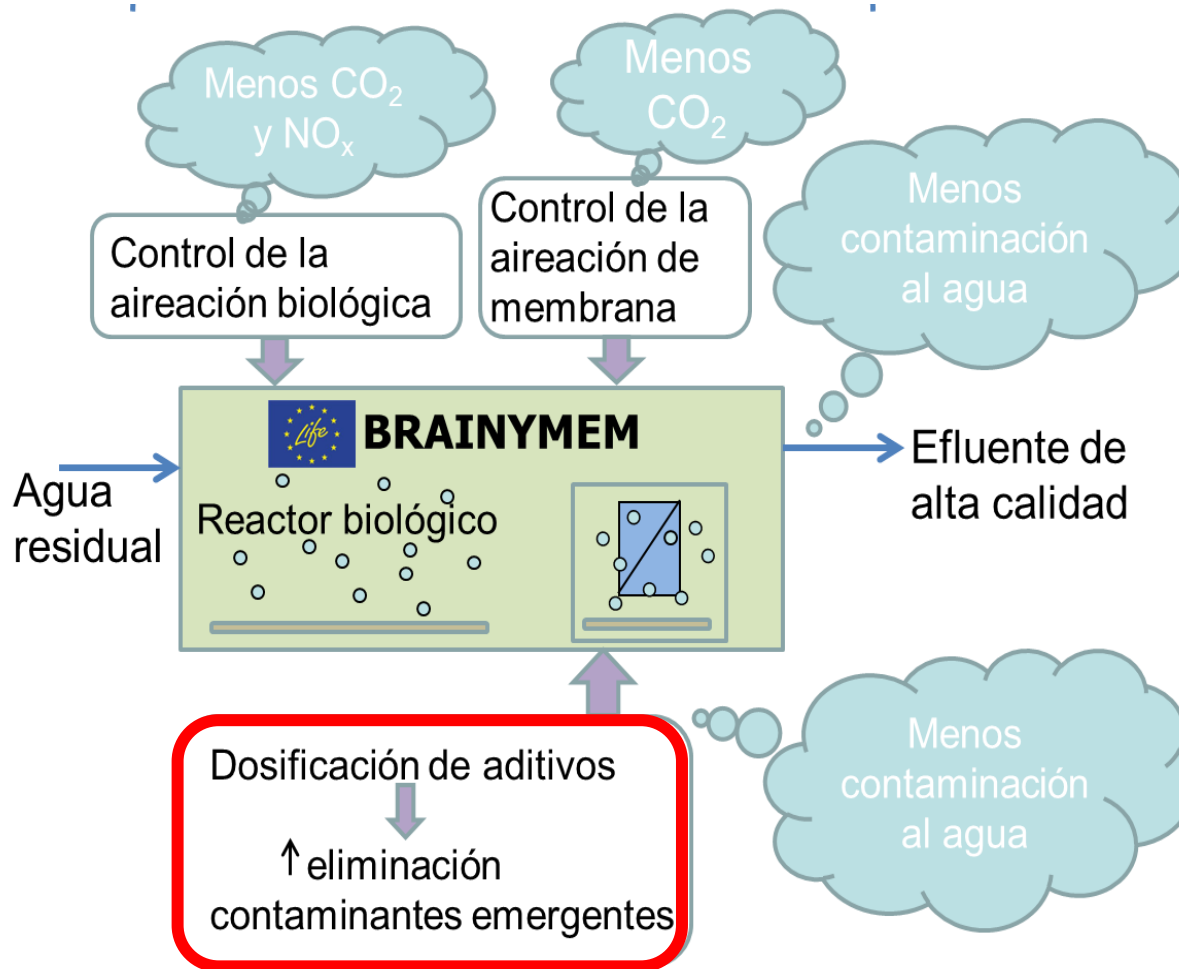 Menos CO₂
y NOₓ
Menos
CO₂
Menos
contaminación
al agua
Control de la
aireación biológica
Control de la
aireación de
membrana
Life
BRAINYMEM
Agua
residual
Reactor biológico
Efluente de
alta calidad
Dosificación de aditivos
↑ eliminación
contaminantes emergentes
Menos
contaminación
al agua